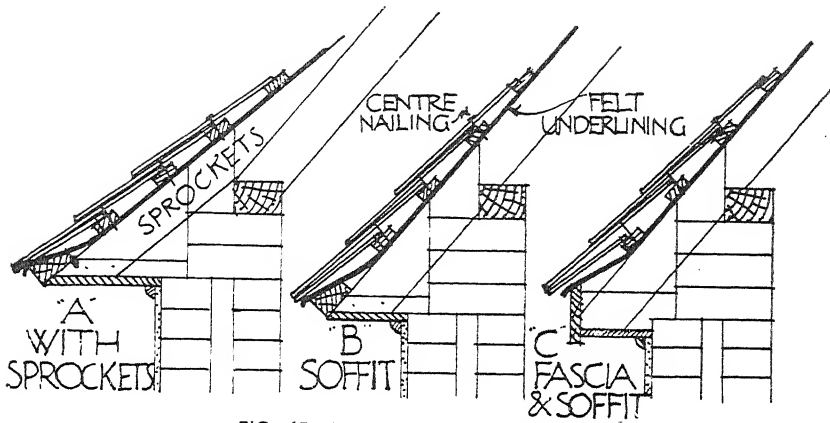 SPROCKETS
CENTRE
NAILING
FELT
UNDERLINING
"A"
WITH
SPROCKETS
"B"
SOFFIT
"C"
FASCIA
& SOFFIT